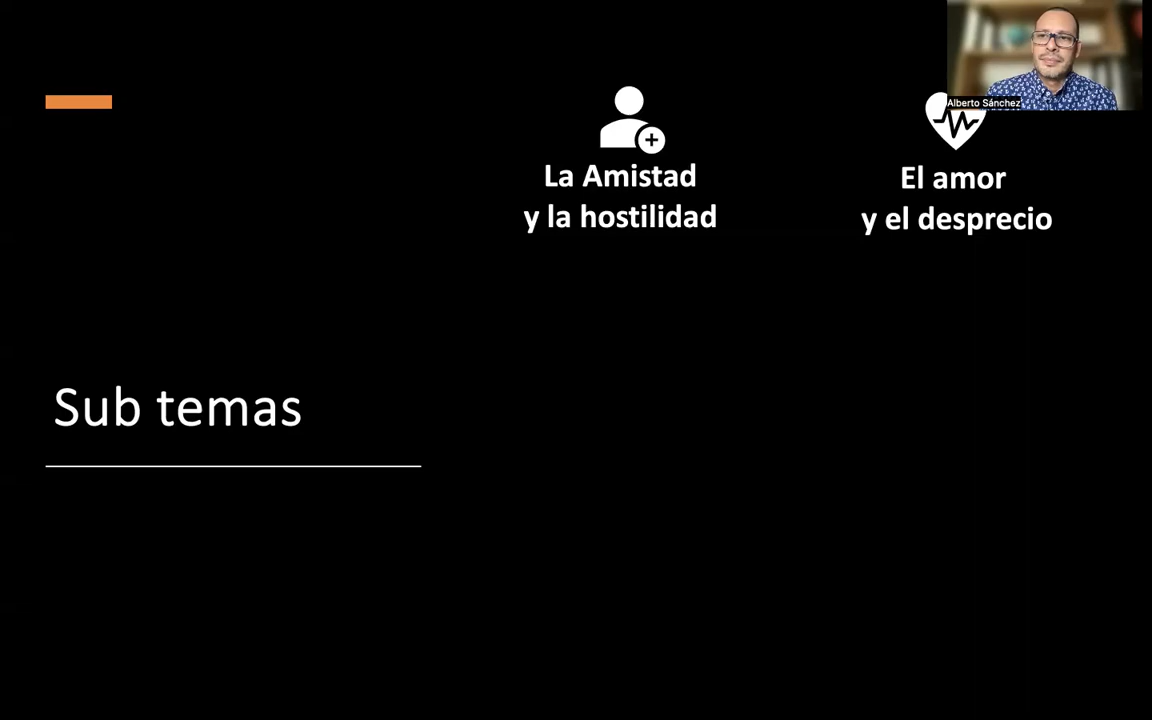 Alberto Sánchez
La Amistad
y la hostilidad
El amor
y el desprecio
Sub temas